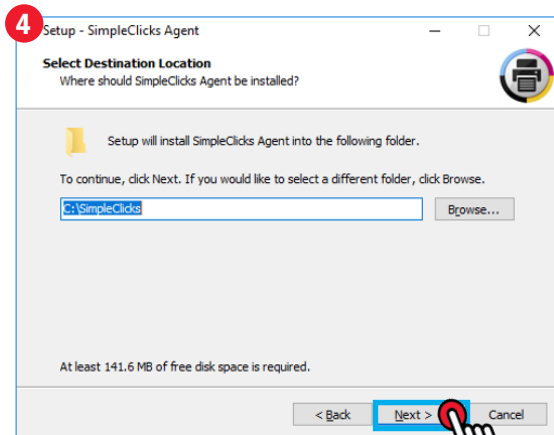 4
Setup - SimpleClicks Agent
Select Destination Location
Where should SimpleClicks Agent be installed?
Setup will install SimpleClicks Agent into the following folder.
To continue, click Next. If you would like to select a different folder, click Browse.
C:\SimpleClicks
Browse...
At least 141.6 MB of free disk space is required.
< Back
Next >
Cancel